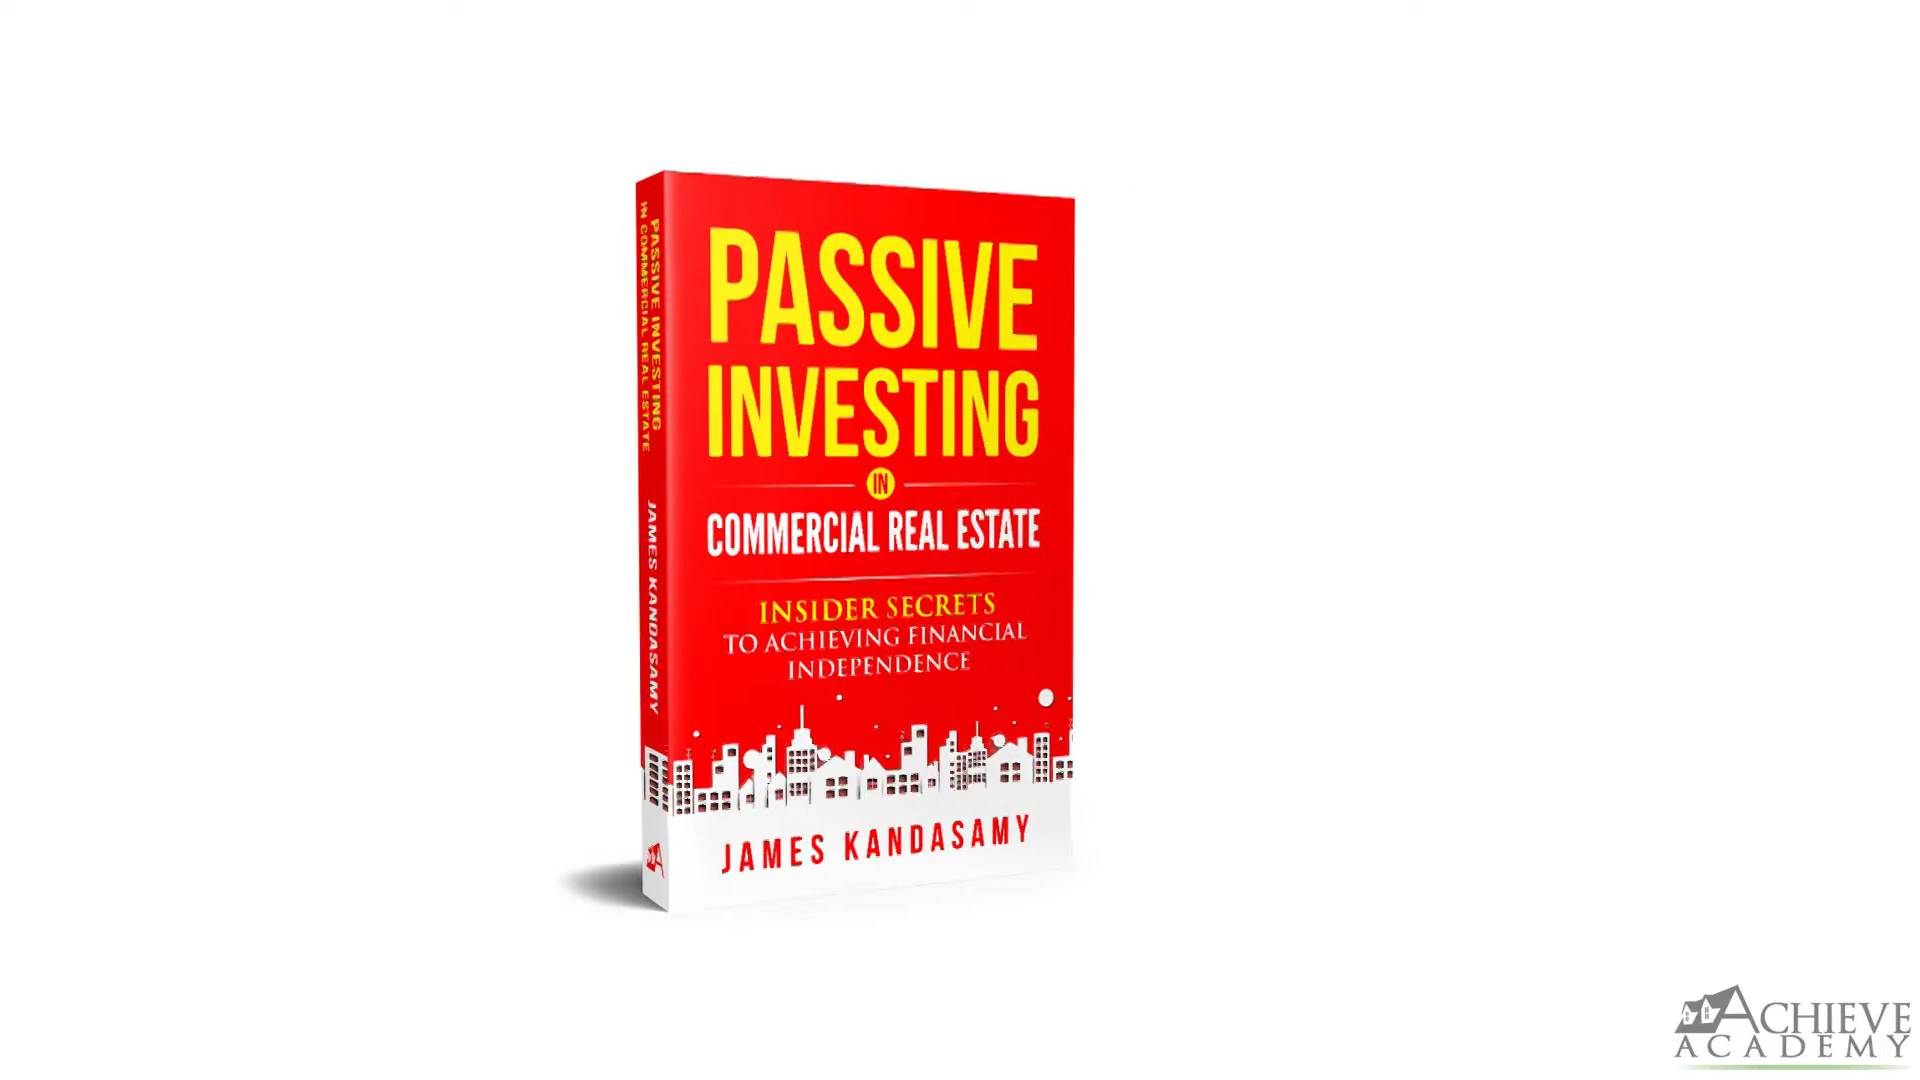 PASSIVE INVESTING
IN COMMERCIAL REAL ESTATE
JAMES KANDASAMY
PASSIVE
INVESTING
IN
COMMERCIAL REAL ESTATE
INSIDER SECRETS
TO ACHIEVING FINANCIAL
INDEPENDENCE
JAMES KANDASAMY
ACHIEVE
ACADEMY